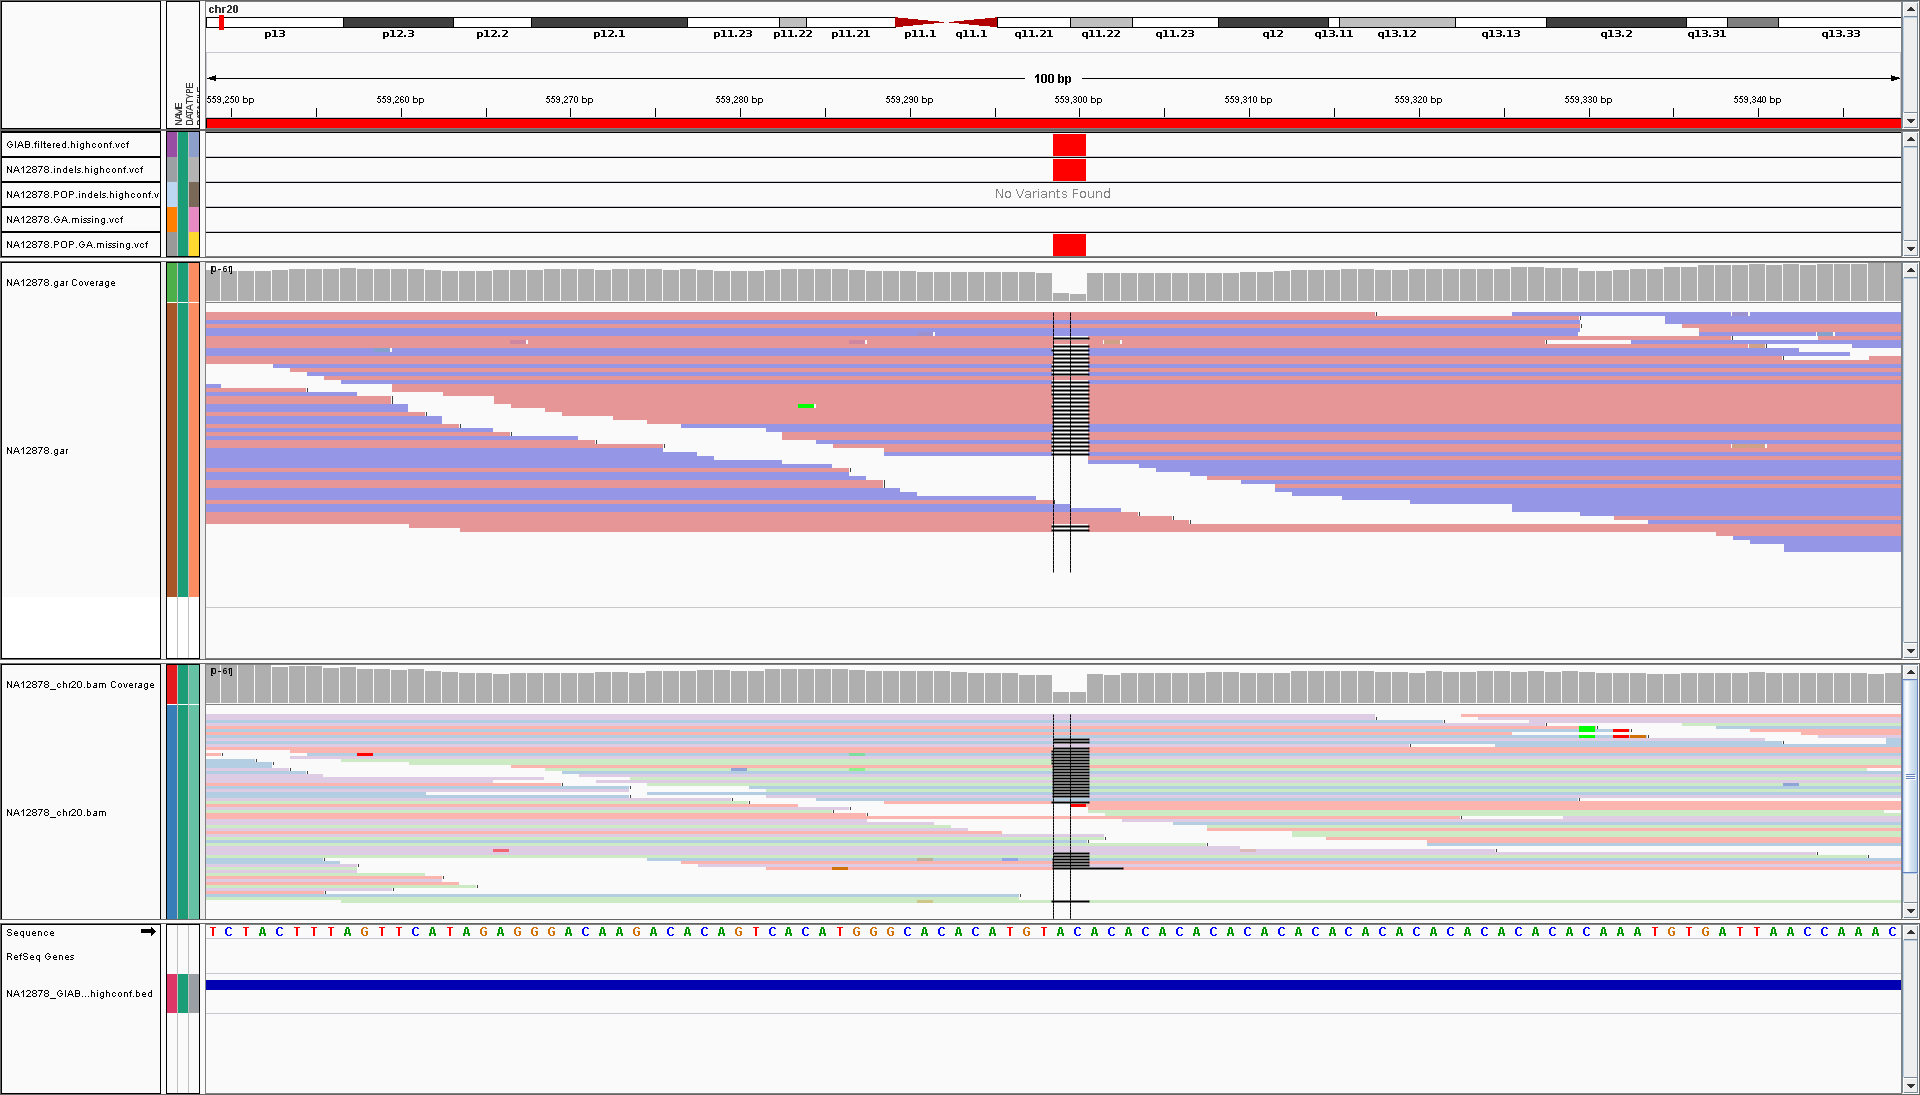 chr20
p13 p12.3 p12.2 p12.1 p11.23 p11.22 p11.21 p11.1 q11.1 q11.21 q11.22 q11.23 q12 q13.11 q13.12 q13.13 q13.2 q13.31 q13.33
100 bp
NAME
DATATYPE
559,250 bp 559,260 bp 559,270 bp 559,280 bp 559,290 bp 559,300 bp 559,310 bp 559,320 bp 559,330 bp 559,340 bp
GIAB.filtered.highconf.vcf
NA12878.indels.highconf.vcf
NA12878.POP.indels.highconf.v
No Variants Found
NA12878.GA.missing.vcf
NA12878.POP.GA.missing.vcf
[0 - 61]
NA12878.gar Coverage
NA12878.gar
[0 - 61]
NA12878_chr20.bam Coverage
NA12878_chr20.bam
Sequence
T C T A C T T T A G T T C A T A G A G G G A C A A G A C A C A G T C A C A T G G G C A C A C A T G T A C A C A C A C A C A C A C A C A C A C A C A C A C A C A C A C A A A T G T G A T T A A C C A A A C
RefSeq Genes
NA12878_GIAB...highconf.bed